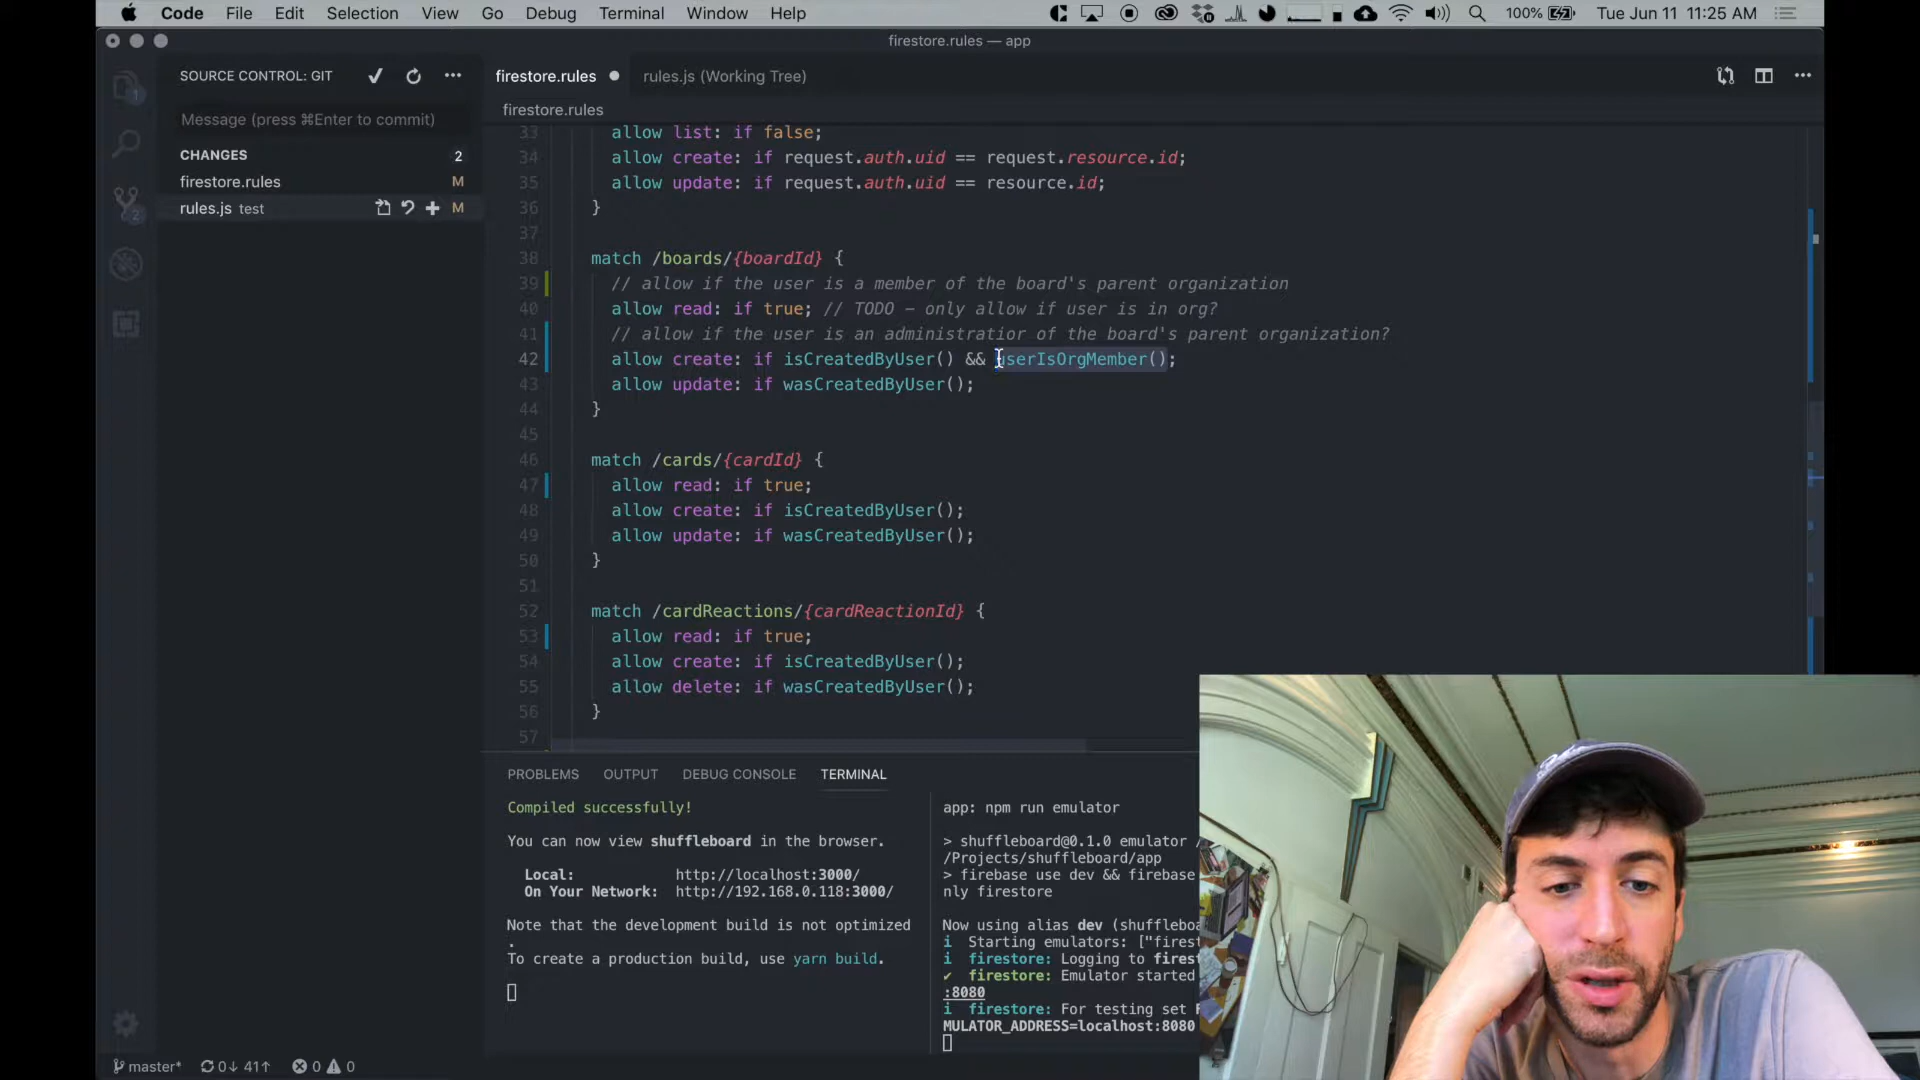 Code File Edit Selection View Go Debug Terminal Window Help 100% Tue Jun 11 11:25 AM
firestore.rules — app
SOURCE CONTROL: GIT
firestore.rules rules.js (Working Tree)
firestore.rules
Message (press ⌘Enter to commit)
CHANGES 2
firestore.rules M
rules.js test M
33 allow list: if false;
34 allow create: if request.auth.uid == request.resource.id;
35 allow update: if request.auth.uid == resource.id;
36 }
37
38 match /boards/{boardId} {
39 // allow if the user is a member of the board's parent organization
40 allow read: if true; // TODO – only allow if user is in org?
41 // allow if the user is an administratior of the board's parent organization?
42 allow create: if isCreatedByUser() && userIsOrgMember();
43 allow update: if wasCreatedByUser();
44 }
45
46 match /cards/{cardId} {
47 allow read: if true;
48 allow create: if isCreatedByUser();
49 allow update: if wasCreatedByUser();
50 }
51
52 match /cardReactions/{cardReactionId} {
53 allow read: if true;
54 allow create: if isCreatedByUser();
55 allow delete: if wasCreatedByUser();
56 }
57
PROBLEMS OUTPUT DEBUG CONSOLE TERMINAL
Compiled successfully!
You can now view shuffleboard in the browser.
Local: http://localhost:3000/
On Your Network: http://192.168.0.118:3000/
Note that the development build is not optimized
.
To create a production build, use yarn build.
app: npm run emulator
> shuffleboard@0.1.0 emulator /
/Projects/shuffleboard/app
> firebase use dev && firebase
nly firestore
Now using alias dev (shufflebo
i Starting emulators: ["firest
i firestore: Logging to firest
✔ firestore: Emulator started
:8080
i firestore: For testing set F
MULATOR_ADDRESS=localhost:8080
master* 0↓ 41↑ 0 0